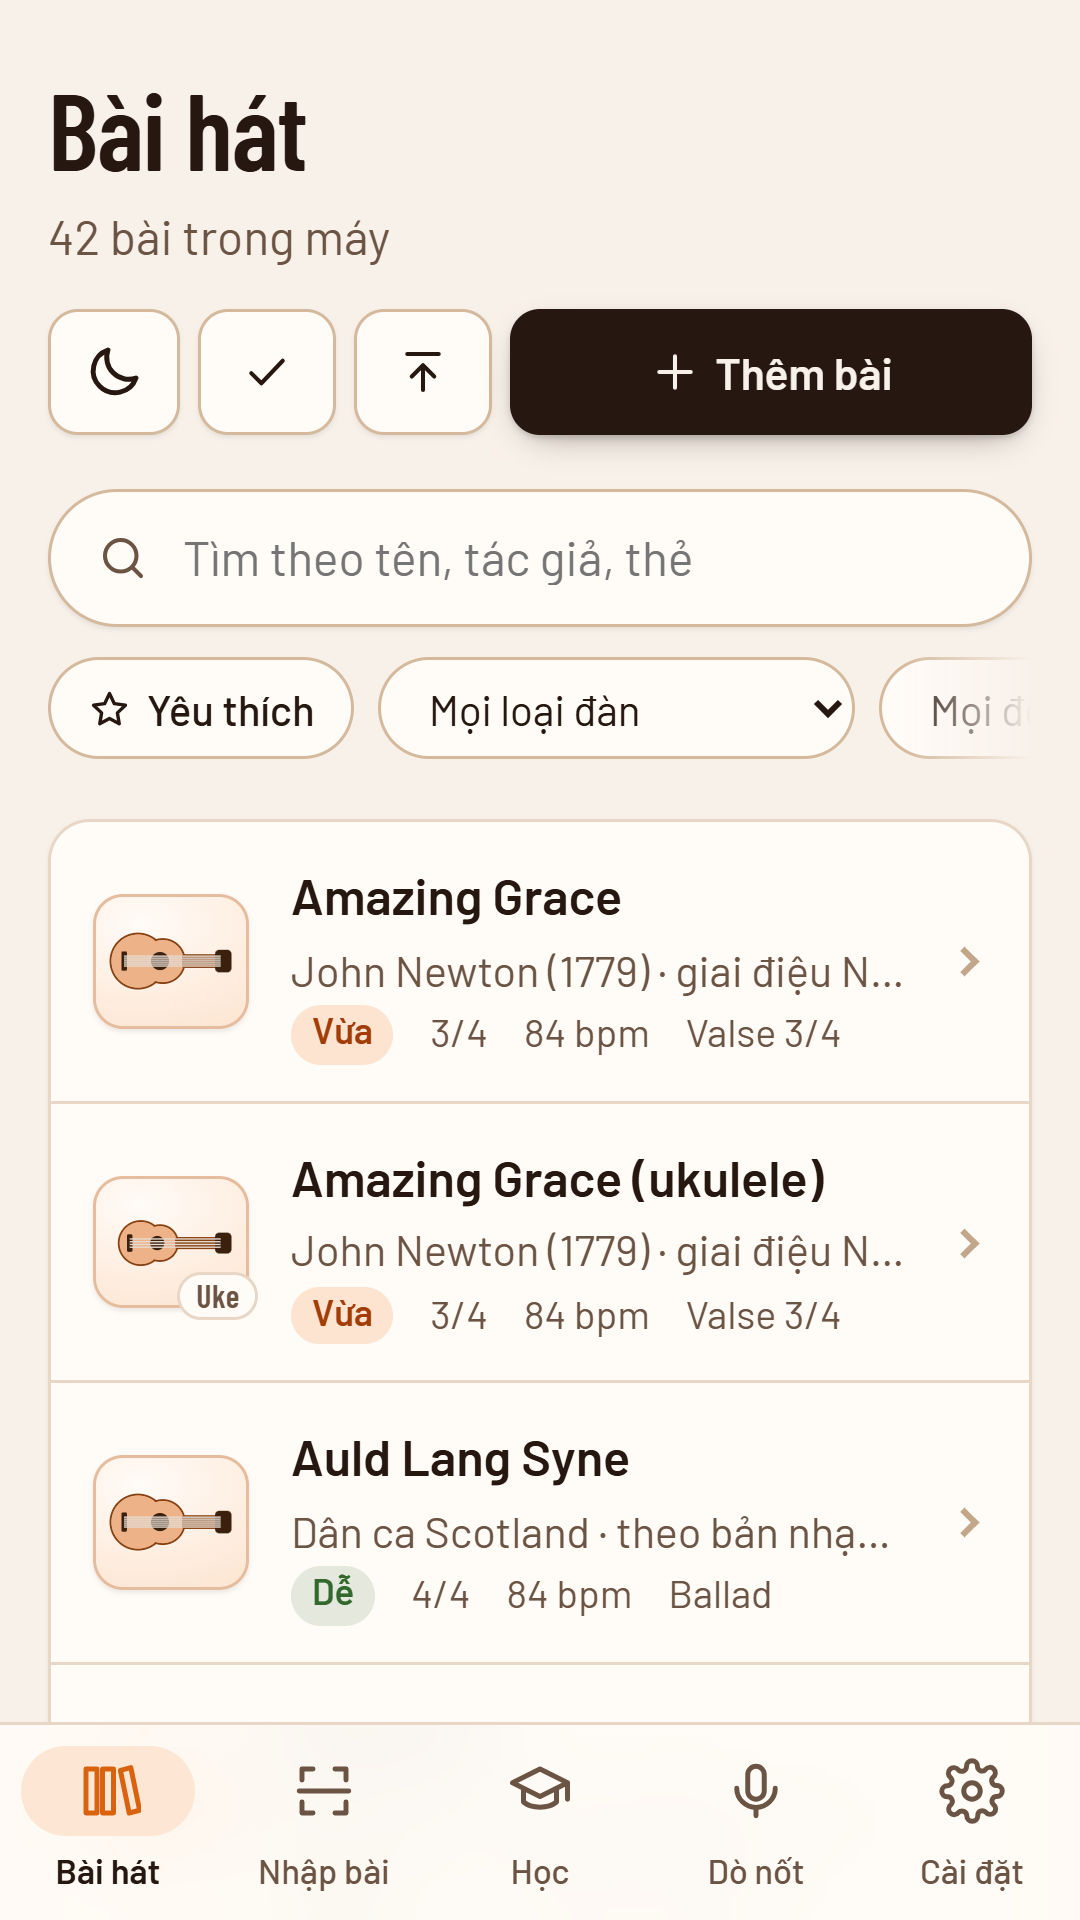 Bài hát
42 bài trong máy
Thêm bài
Tìm theo tên, tác giả, thẻ
Yêu thích
Mọi loại đàn
Mọi
Amazing Grace
John Newton (1779) · giai điệu N...
Vừa 3/4 84 bpm Valse 3/4
Amazing Grace (ukulele)
John Newton (1779) · giai điệu N...
Uke
Vừa 3/4 84 bpm Valse 3/4
Auld Lang Syne
Dân ca Scotland · theo bản nhạ...
Dễ 4/4 84 bpm Ballad
Bài hát
Nhập bài
Học
Dò nốt
Cài đặt